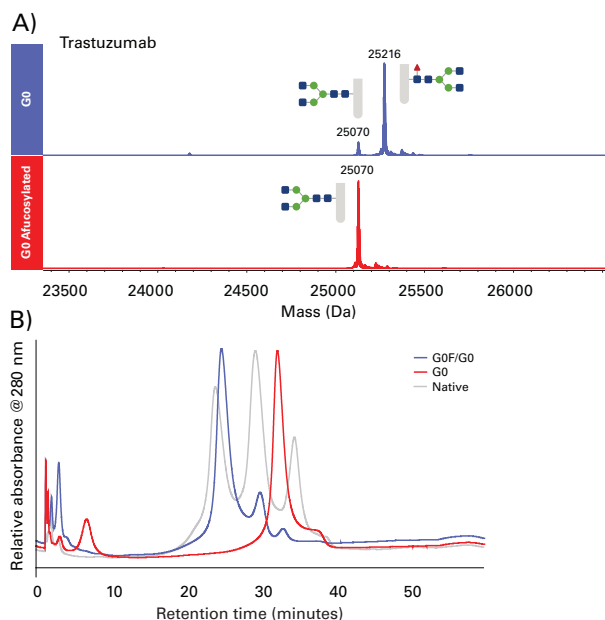 A)
Trastuzumab
G0
25216
25070
G0 Afucosylated
25070
23500 24000 24500 25000 25500 26000
Mass (Da)
B)
Relative absorbance @ 280 nm
G0F/G0
G0
Native
0 10 20 30 40 50
Retention time (minutes)